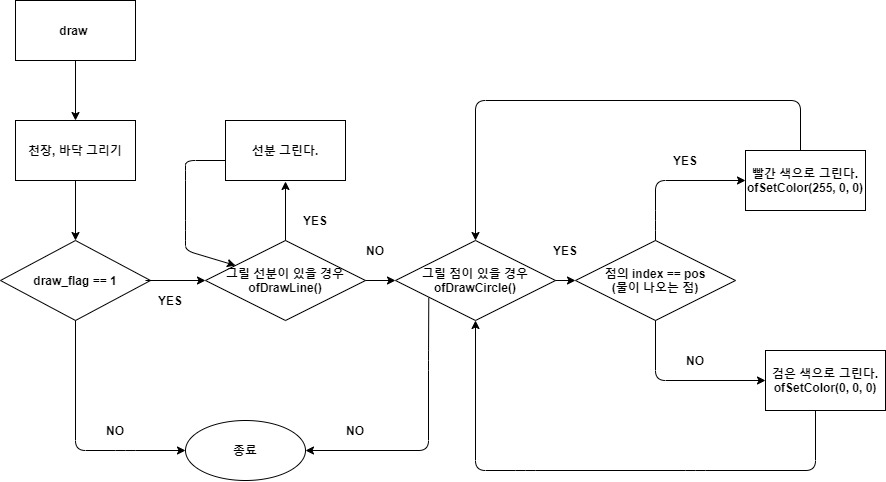 draw
천장, 바닥 그리기
draw_flag == 1
YES
NO
선분 그린다.
YES
그릴 선분이 있을 경우
ofDrawLine()
NO
그릴 점이 있을 경우
ofDrawCircle()
YES
NO
점의 index == pos
(물이 나오는 점)
YES
빨간 색으로 그린다.
ofSetColor(255, 0, 0)
NO
검은 색으로 그린다.
ofSetColor(0, 0, 0)
종료